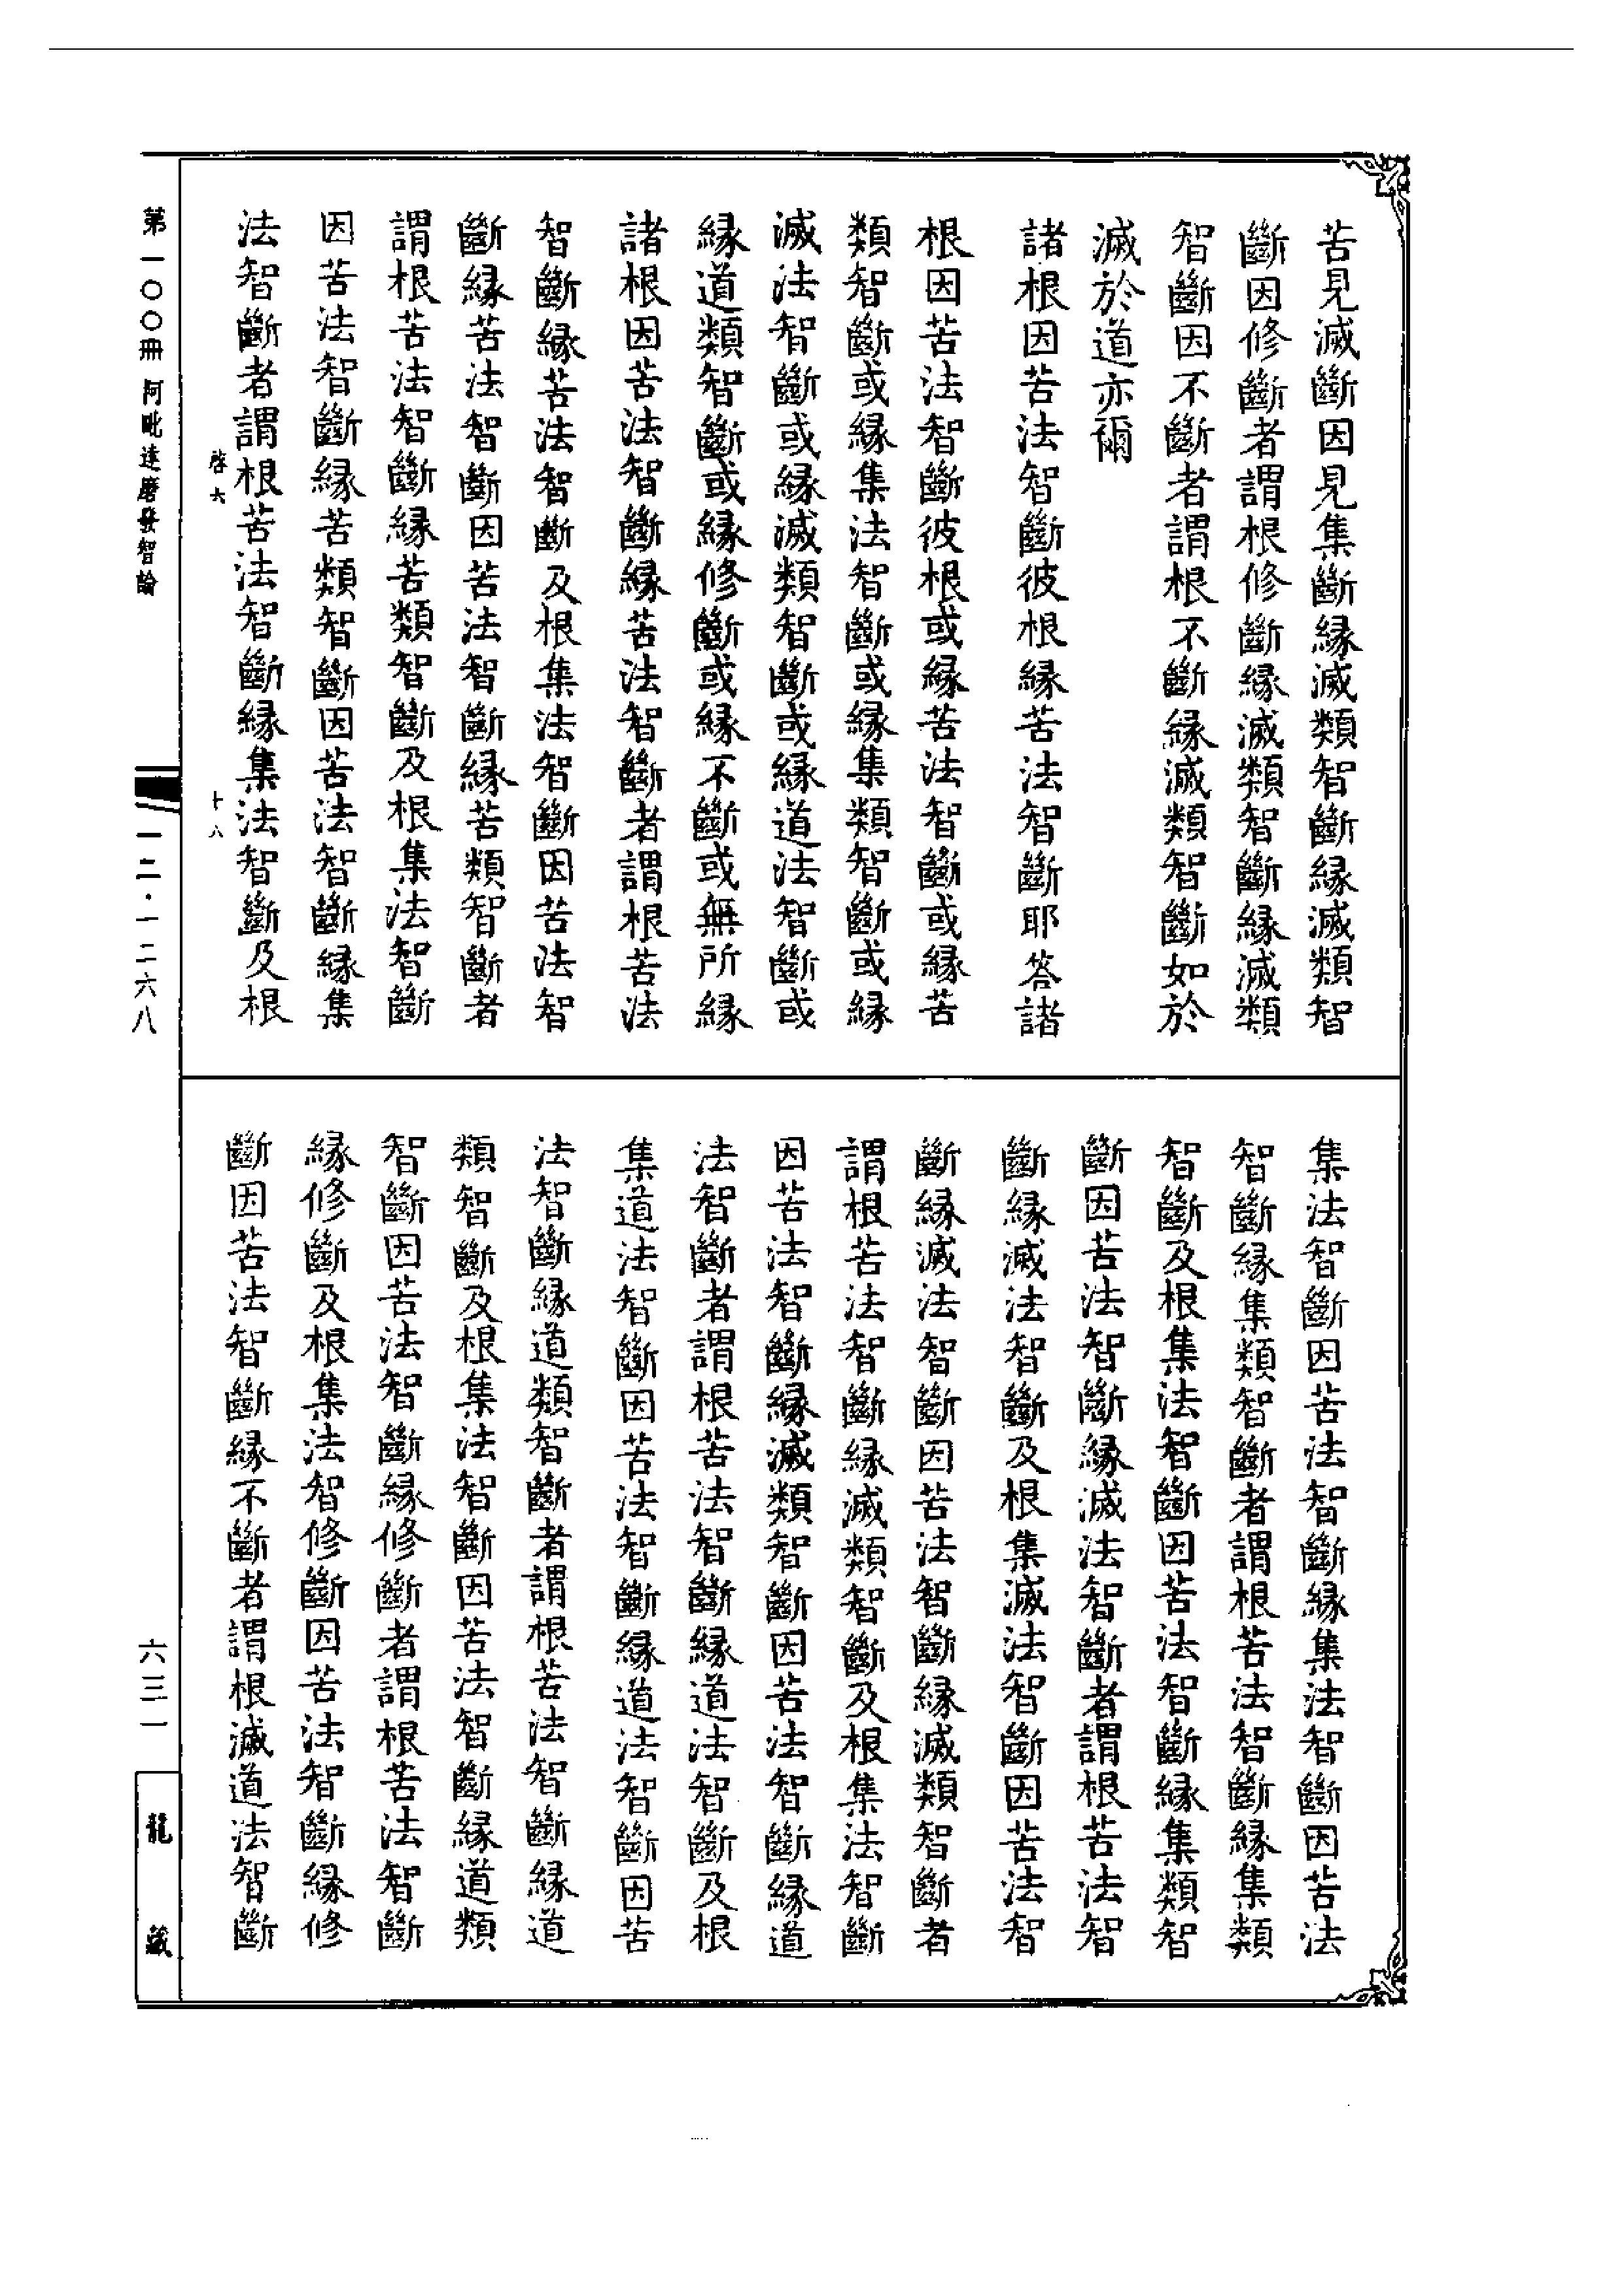 苦見滅斷因見集斷緣滅類智斷緣滅類智
斷因修斷者謂根修斷緣滅類智斷緣滅類
智斷因不斷者謂根不斷緣滅類智斷如於
滅於道亦爾
諸根因苦法智斷彼根緣苦法智斷耶答諸
根因苦法智斷彼根或緣苦法智斷或緣苦
類智斷或緣集法智斷或緣集類智斷或緣
滅法智斷或緣滅類智斷或緣道法智斷或
緣道類智斷或緣修斷或緣不斷或無所緣
諸根因苦法智斷緣苦法智斷者謂根苦法
智斷緣苦法智斷及根集法智斷因苦法智
斷緣苦法智斷因苦法智斷緣苦類智斷者
謂根苦法智斷緣苦類智斷及根集法智斷
因苦法智斷緣苦類智斷因苦法智斷緣集
法智斷者謂根苦法智斷緣集法智斷及根
啓六
十八
集法智斷因苦法智斷緣集法智斷因苦法
智斷緣集類智斷者謂根苦法智斷緣集類
智斷及根集法智斷因苦法智斷緣集類智
斷因苦法智斷緣滅法智斷者謂根苦法智
斷緣滅法智斷及根集滅法智斷因苦法智
斷緣滅法智斷因苦法智斷緣滅類智斷者
謂根苦法智斷緣滅類智斷及根集法智斷
因苦法智斷緣滅類智斷因苦法智斷緣道
法智斷者謂根苦法智斷緣道法智斷及根
集道法智斷因苦法智斷緣道法智斷因苦
法智斷緣道類智斷者謂根苦法智斷緣道
類智斷及根集法智斷因苦法智斷緣道類
智斷因苦法智斷緣修斷者謂根苦法智斷
緣修斷及根集法智修斷因苦法智斷緣修
斷因苦法智斷緣不斷者謂根滅道法智斷
第一〇〇冊 阿毗達磨發智論
一二·一二六八
六三一
龍藏